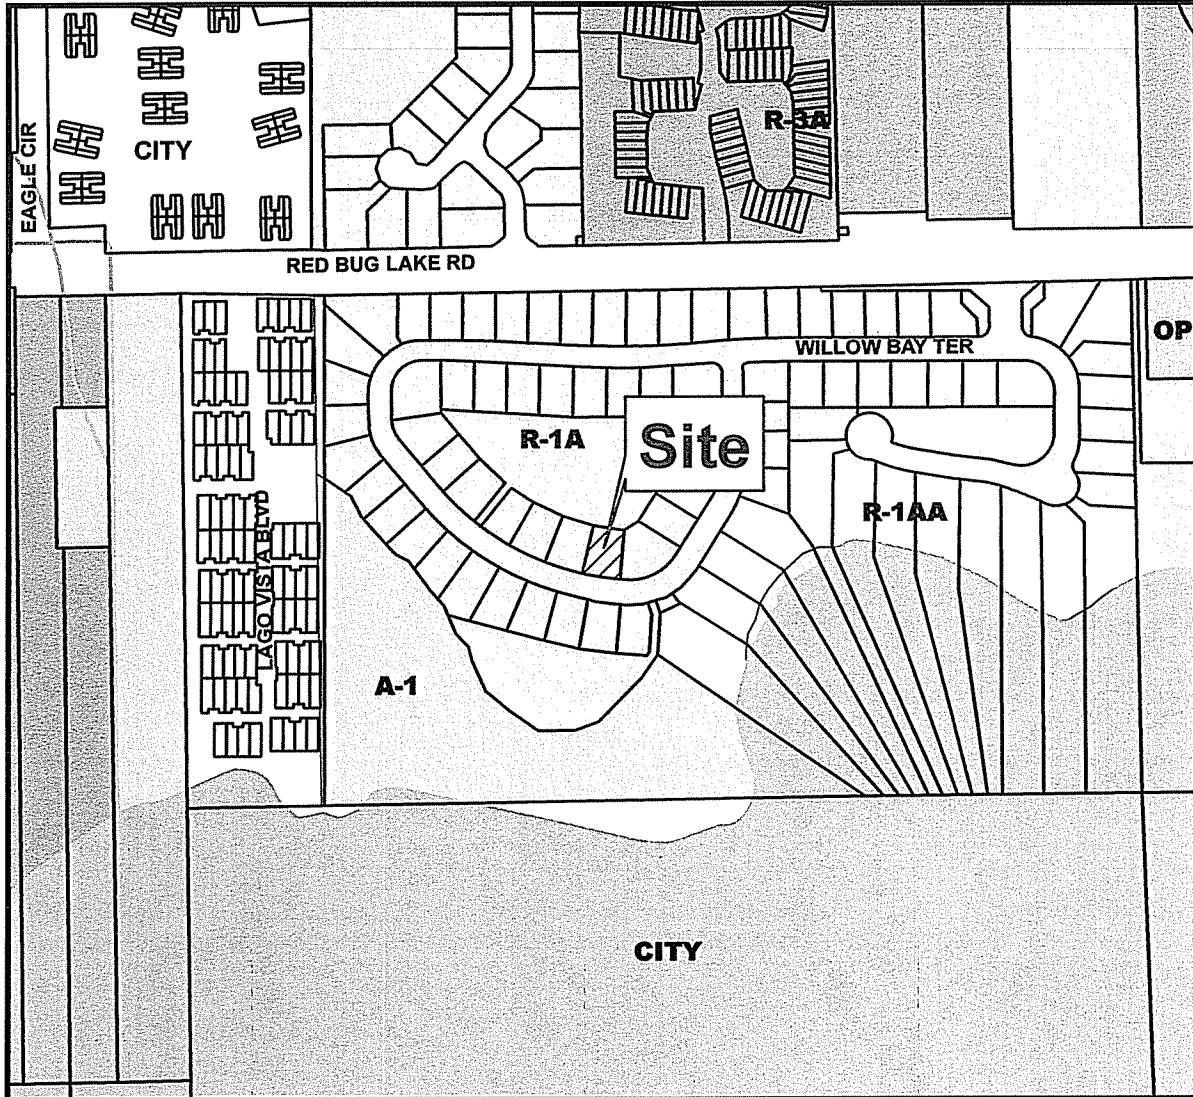 R-3A
CITY
EAGLE CIR
RED BUG LAKE RD
OP
WILLOW BAY TER
R-1A
Site
R-1AA
LAGO VISTA BLVD
A-1
CITY